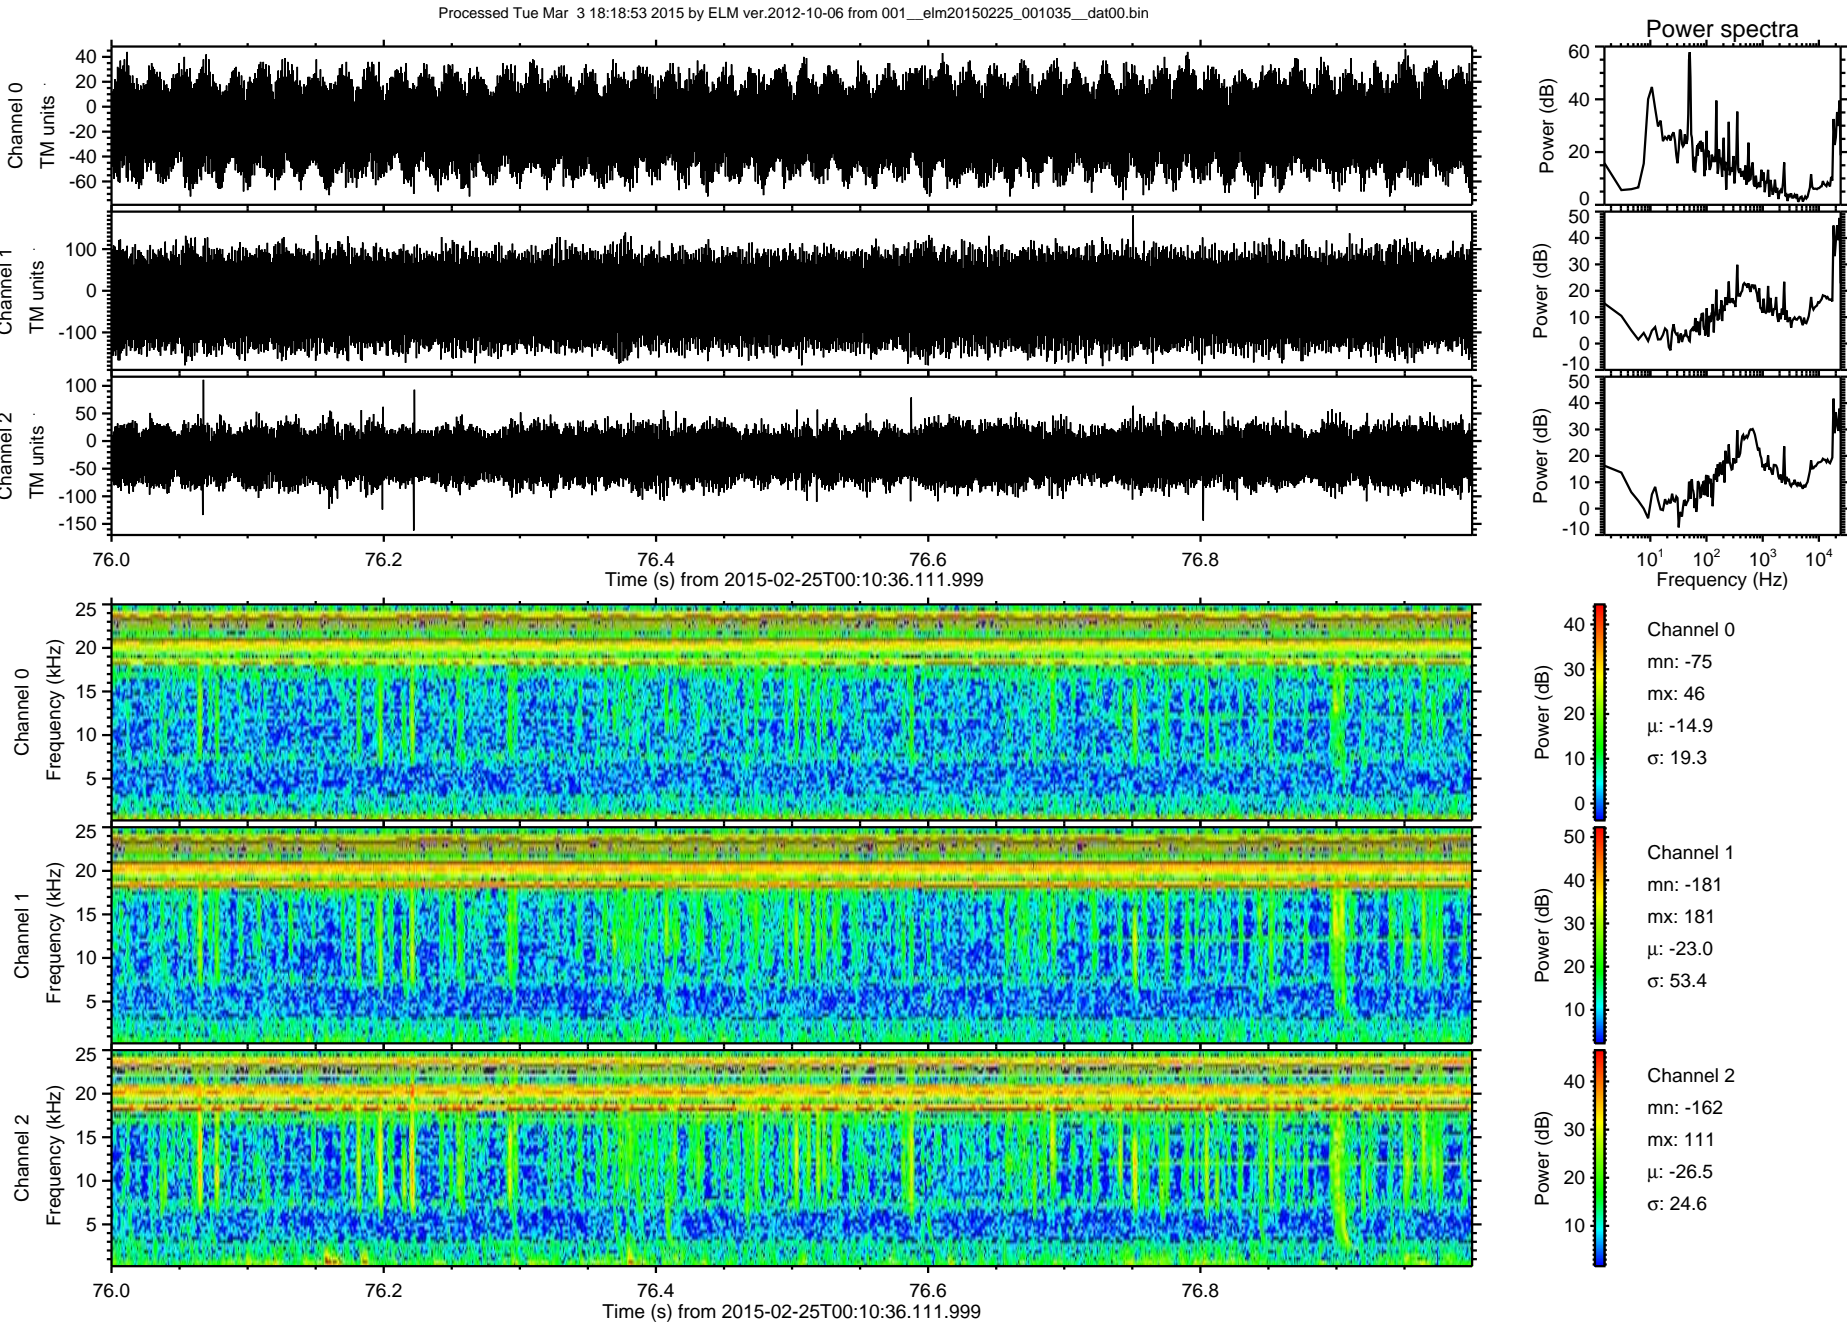 Processed Tue Mar 3 18:18:53 2015 by ELM ver.2012-10-06 from 001__elm20150225_001035__dat00.bin
Power spectra
Channel 0
TM units
40
20
0
-20
-40
-60
Power (dB)
60
40
20
0
Channel 1
TM units
100
0
-100
Power (dB)
50
40
30
20
10
0
-10
Channel 2
TM units
100
50
0
-50
-100
-150
Power (dB)
50
40
30
20
10
0
-10
76.0 76.2 76.4 76.6 76.8
Time (s) from 2015-02-25T00:10:36.111.999
10¹ 10² 10³ 10⁴
Frequency (Hz)
Channel 0
Frequency (kHz)
25
20
15
10
5
Power (dB)
40
30
20
10
0
Channel 0
mn: -75
mx: 46
μ: -14.9
σ: 19.3
Channel 1
Frequency (kHz)
25
20
15
10
5
Power (dB)
50
40
30
20
10
Channel 1
mn: -181
mx: 181
μ: -23.0
σ: 53.4
Channel 2
Frequency (kHz)
25
20
15
10
5
Power (dB)
40
30
20
10
Channel 2
mn: -162
mx: 111
μ: -26.5
σ: 24.6
76.0 76.2 76.4 76.6 76.8
Time (s) from 2015-02-25T00:10:36.111.999